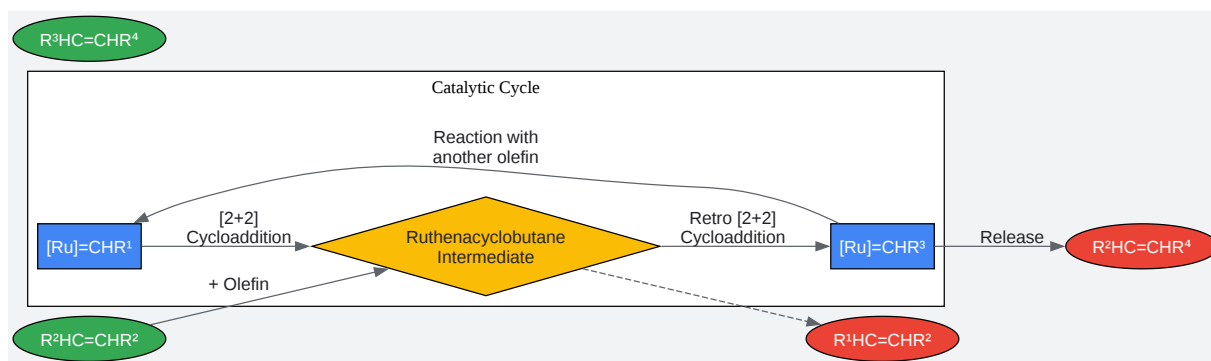 R³HC=CHR⁴
Catalytic Cycle
Reaction with
another olefin
[Ru]=CHR¹
[2+2]
Cycloaddition
Ruthenacyclobutane
Intermediate
Retro [2+2]
Cycloaddition
[Ru]=CHR³
Release
R²HC=CHR⁴
+ Olefin
R²HC=CHR²
R¹HC=CHR²